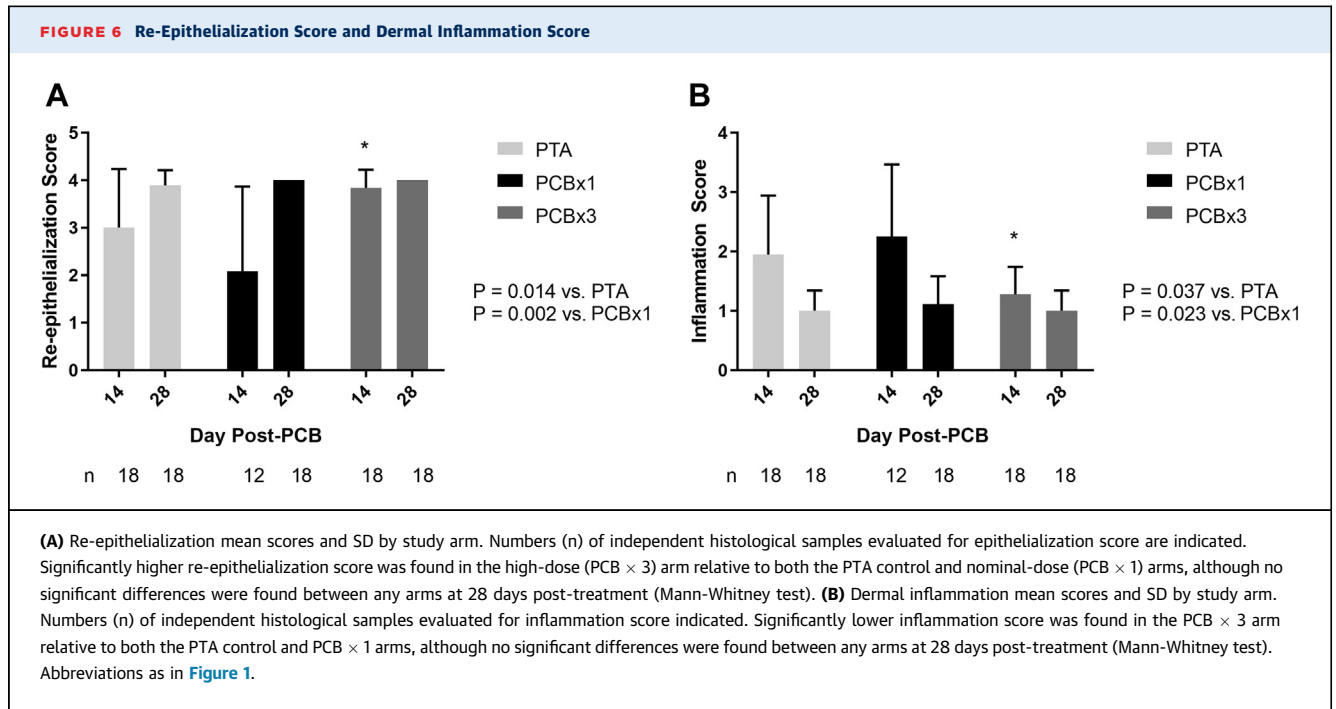 FIGURE 6 Re-Epithelialization Score and Dermal Inflammation Score
A
Re-epithelialization Score
5
4
3
2
1
0
*
14 28 14 28 14 28
Day Post-PCB
n 18 18 12 18 18 18
PTA
PCBx1
PCBx3
P = 0.014 vs. PTA
P = 0.002 vs. PCBx1
B
Inflammation Score
4
3
2
1
0
*
14 28 14 28 14 28
Day Post-PCB
n 18 18 12 18 18 18
PTA
PCBx1
PCBx3
P = 0.037 vs. PTA
P = 0.023 vs. PCBx1
(A) Re-epithelialization mean scores and SD by study arm. Numbers (n) of independent histological samples evaluated for epithelialization score are indicated.
Significantly higher re-epithelialization score was found in the high-dose (PCB × 3) arm relative to both the PTA control and nominal-dose (PCB × 1) arms, although no
significant differences were found between any arms at 28 days post-treatment (Mann-Whitney test). (B) Dermal inflammation mean scores and SD by study arm.
Numbers (n) of independent histological samples evaluated for inflammation score indicated. Significantly lower inflammation score was found in the PCB × 3 arm
relative to both the PTA control and PCB × 1 arms, although no significant differences were found between any arms at 28 days post-treatment (Mann-Whitney test).
Abbreviations as in Figure 1.